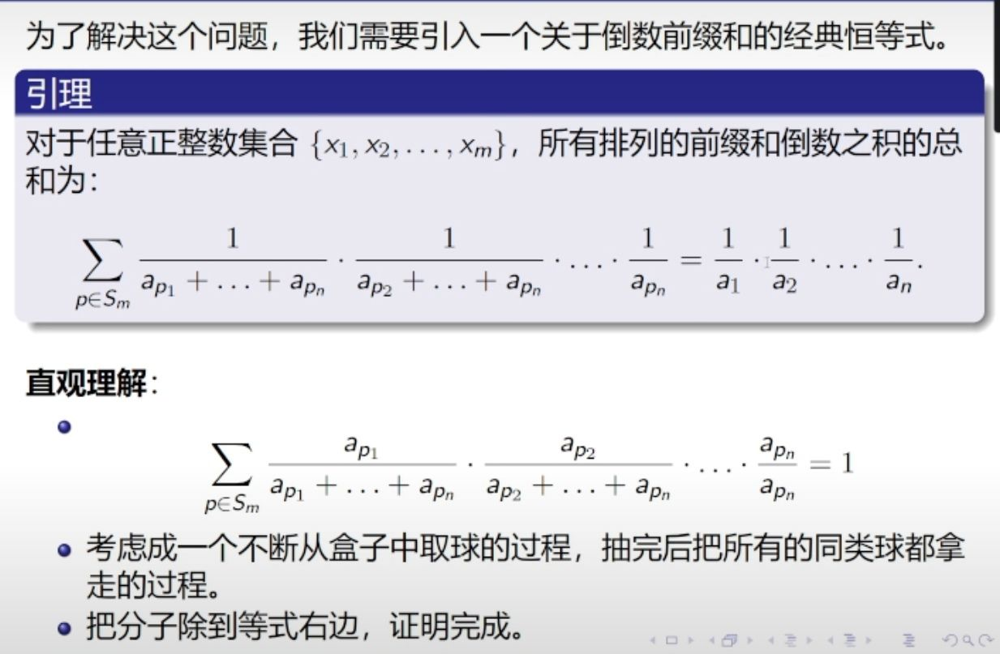 为了解决这个问题，我们需要引入一个关于倒数前缀和的经典恒等式。
引理
对于任意正整数集合 $\{x_1, x_2, \ldots, x_m\}$，所有排列的前缀和倒数之积的总
和为：
$\sum_{p \in S_m} \frac{1}{a_{p_1} + \ldots + a_{p_n}} \cdot \frac{1}{a_{p_2} + \ldots + a_{p_n}} \cdot \ldots \cdot \frac{1}{a_{p_n}} = \frac{1}{a_1} \cdot \frac{1}{a_2} \cdot \ldots \cdot \frac{1}{a_n}.$
直观理解：
$\sum_{p \in S_m} \frac{a_{p_1}}{a_{p_1} + \ldots + a_{p_n}} \cdot \frac{a_{p_2}}{a_{p_2} + \ldots + a_{p_n}} \cdot \ldots \cdot \frac{a_{p_n}}{a_{p_n}} = 1$
考虑成一个不断从盒子中取球的过程，抽完后把所有的同类球都拿
走的过程。
把分子除到等式右边，证明完成。